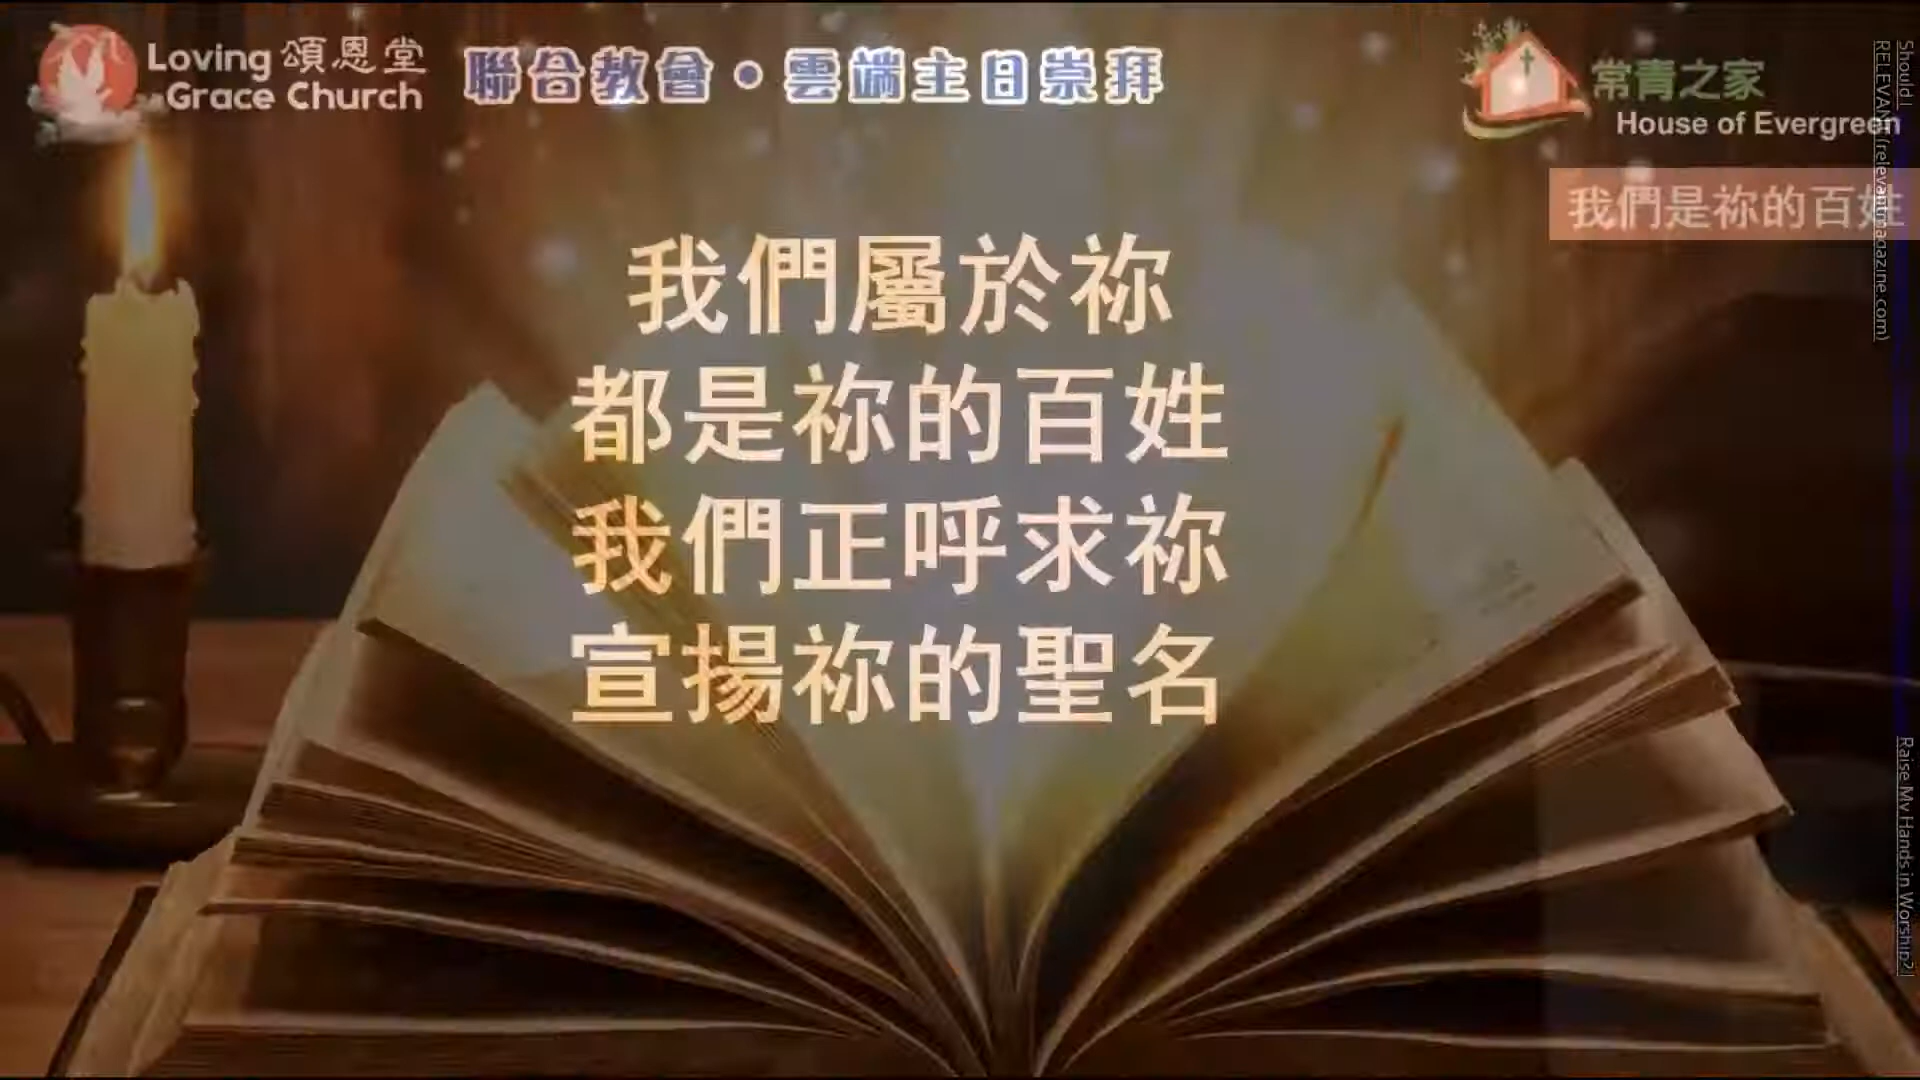 Loving 頌恩堂
Grace Church
聯合教會·雲端主日崇拜
常青之家
House of Evergreen
我們是祢的百姓
我們屬於祢
都是祢的百姓
我們正呼求祢
宣揚祢的聖名
Should I
Raise My Hands in Worship? |
RELEVANT (relevantmagazine.com)